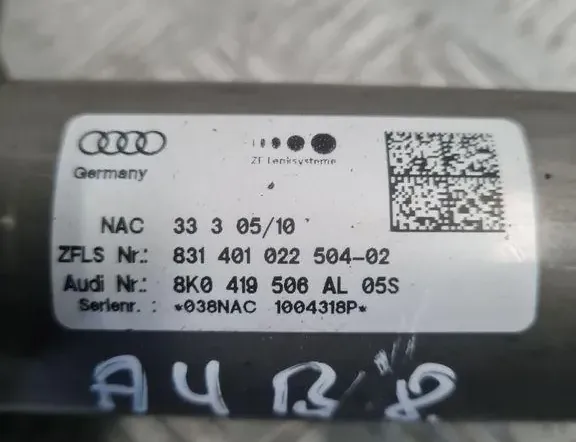 ZF Lenksysteme
Germany
NAC 33 3 05/10
ZFLS Nr.: 831 401 022 504-02
Audi Nr.: 8K0 419 506 AL 05S
Serienr. : *038NAC 1004318P*
A4 B8